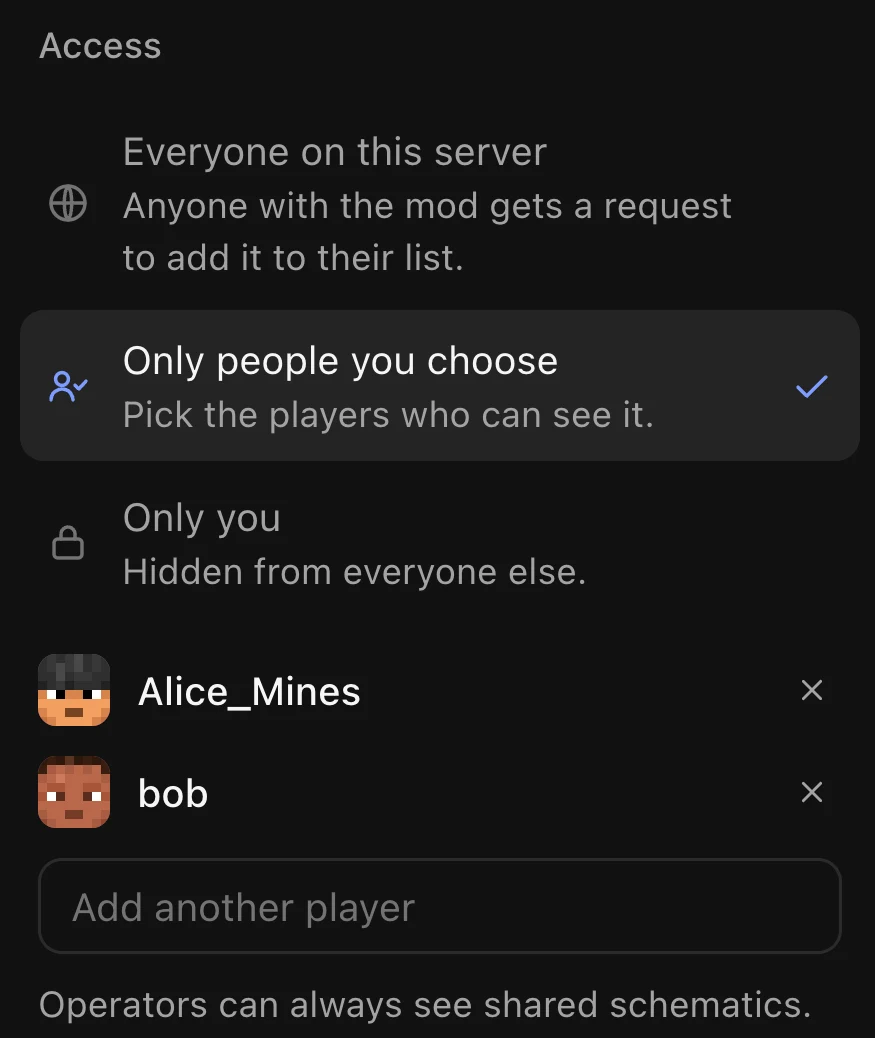 Access
Everyone on this server
Anyone with the mod gets a request
to add it to their list.
Only people you choose
Pick the players who can see it.
Only you
Hidden from everyone else.
Alice_Mines
bob
Add another player
Operators can always see shared schematics.